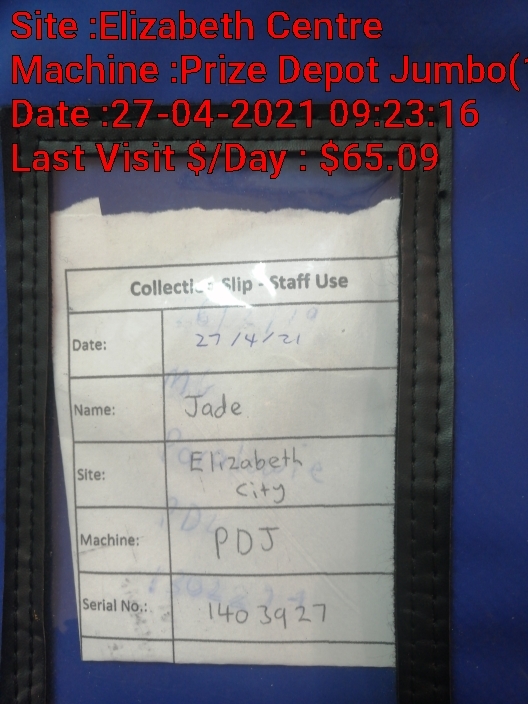 Site :Elizabeth Centre
Machine :Prize Depot Jumbo(
Date :27-04-2021 09:23:16
Last Visit $/Day : $65.09
Collection Slip - Staff Use
Date: 27/4/21
Name: Jade
Site: Elizabeth
City
Machine: PDJ
Serial No.: 1403927